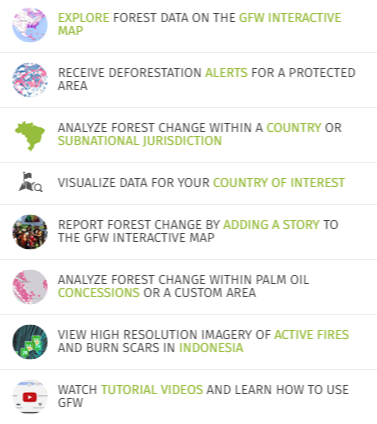 EXPLORE FOREST DATA ON THE GFW INTERACTIVE
MAP
RECEIVE DEFORESTATION ALERTS FOR A PROTECTED
AREA
ANALYZE FOREST CHANGE WITHIN A COUNTRY OR
SUBNATIONAL JURISDICTION
VISUALIZE DATA FOR YOUR COUNTRY OF INTEREST
REPORT FOREST CHANGE BY ADDING A STORY TO
THE GFW INTERACTIVE MAP
ANALYZE FOREST CHANGE WITHIN PALM OIL
CONCESSIONS OR A CUSTOM AREA
VIEW HIGH RESOLUTION IMAGERY OF ACTIVE FIRES
AND BURN SCARS IN INDONESIA
WATCH TUTORIAL VIDEOS AND LEARN HOW TO USE
GFW